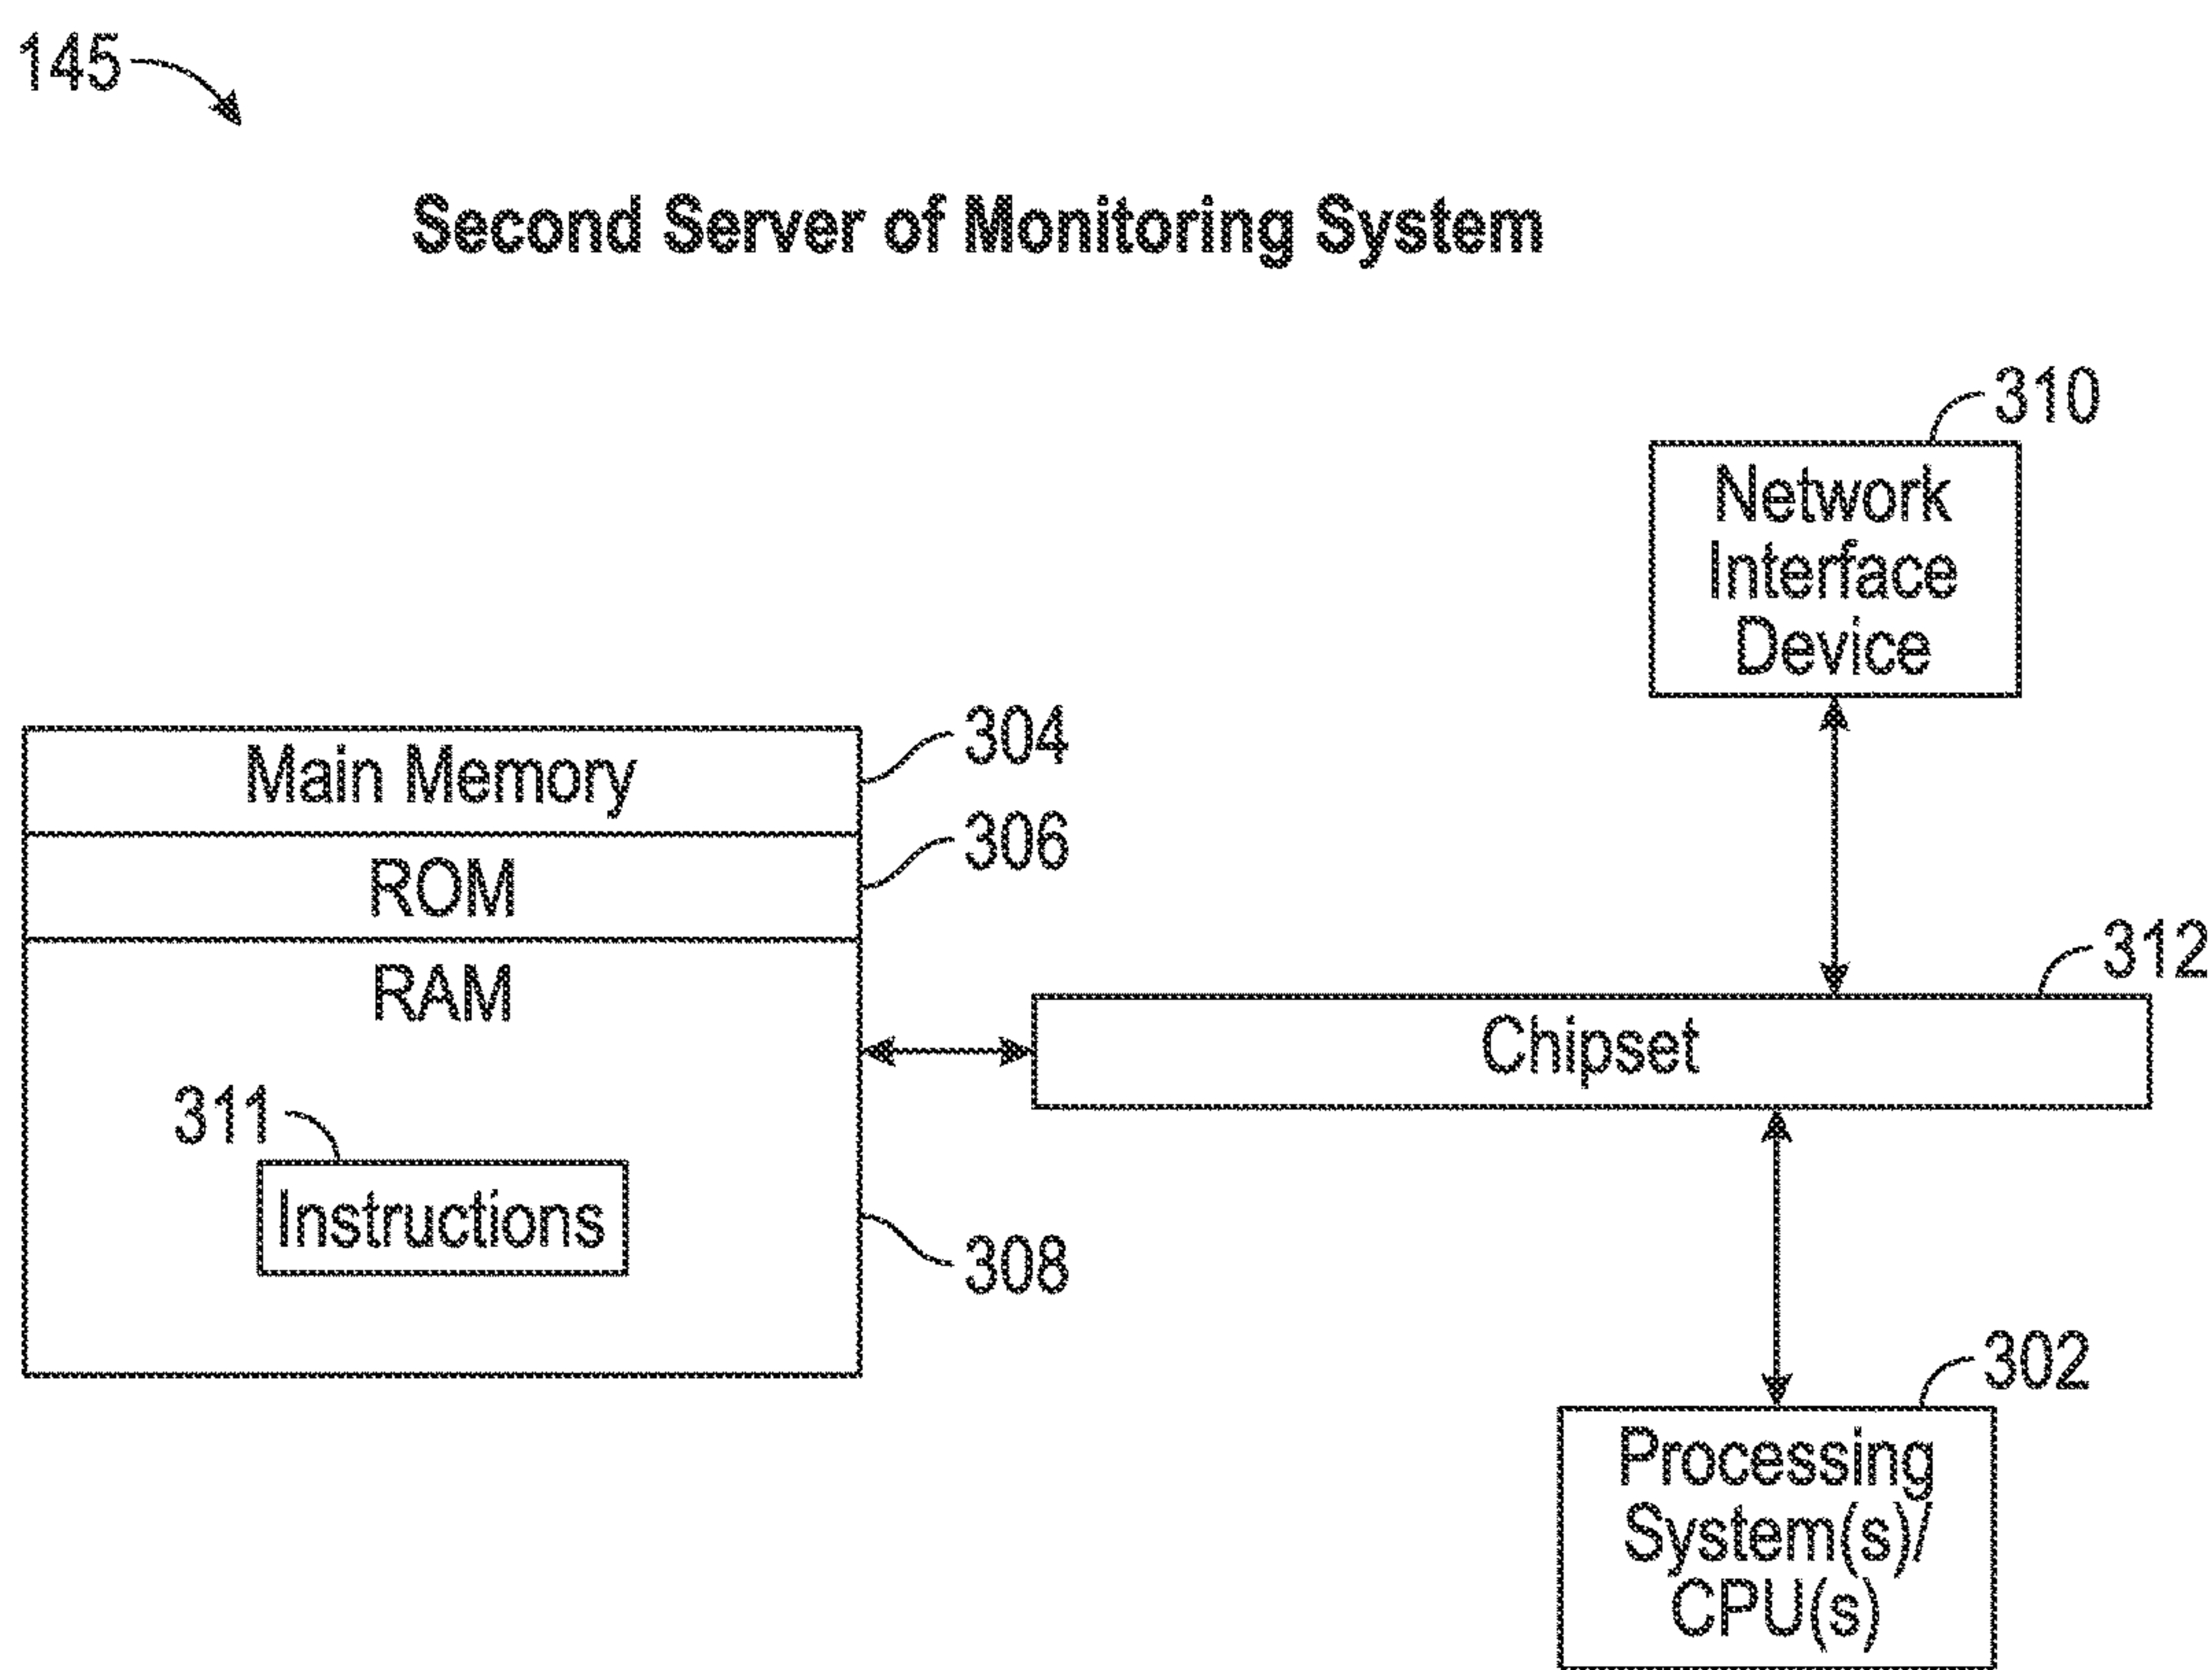 145
Second Server of Monitoring System
310
Network
Interface
Device
304
Main Memory
306
ROM
RAM
312
Chipset
311
Instructions
308
302
Processing
System(s)/
CPU(s)